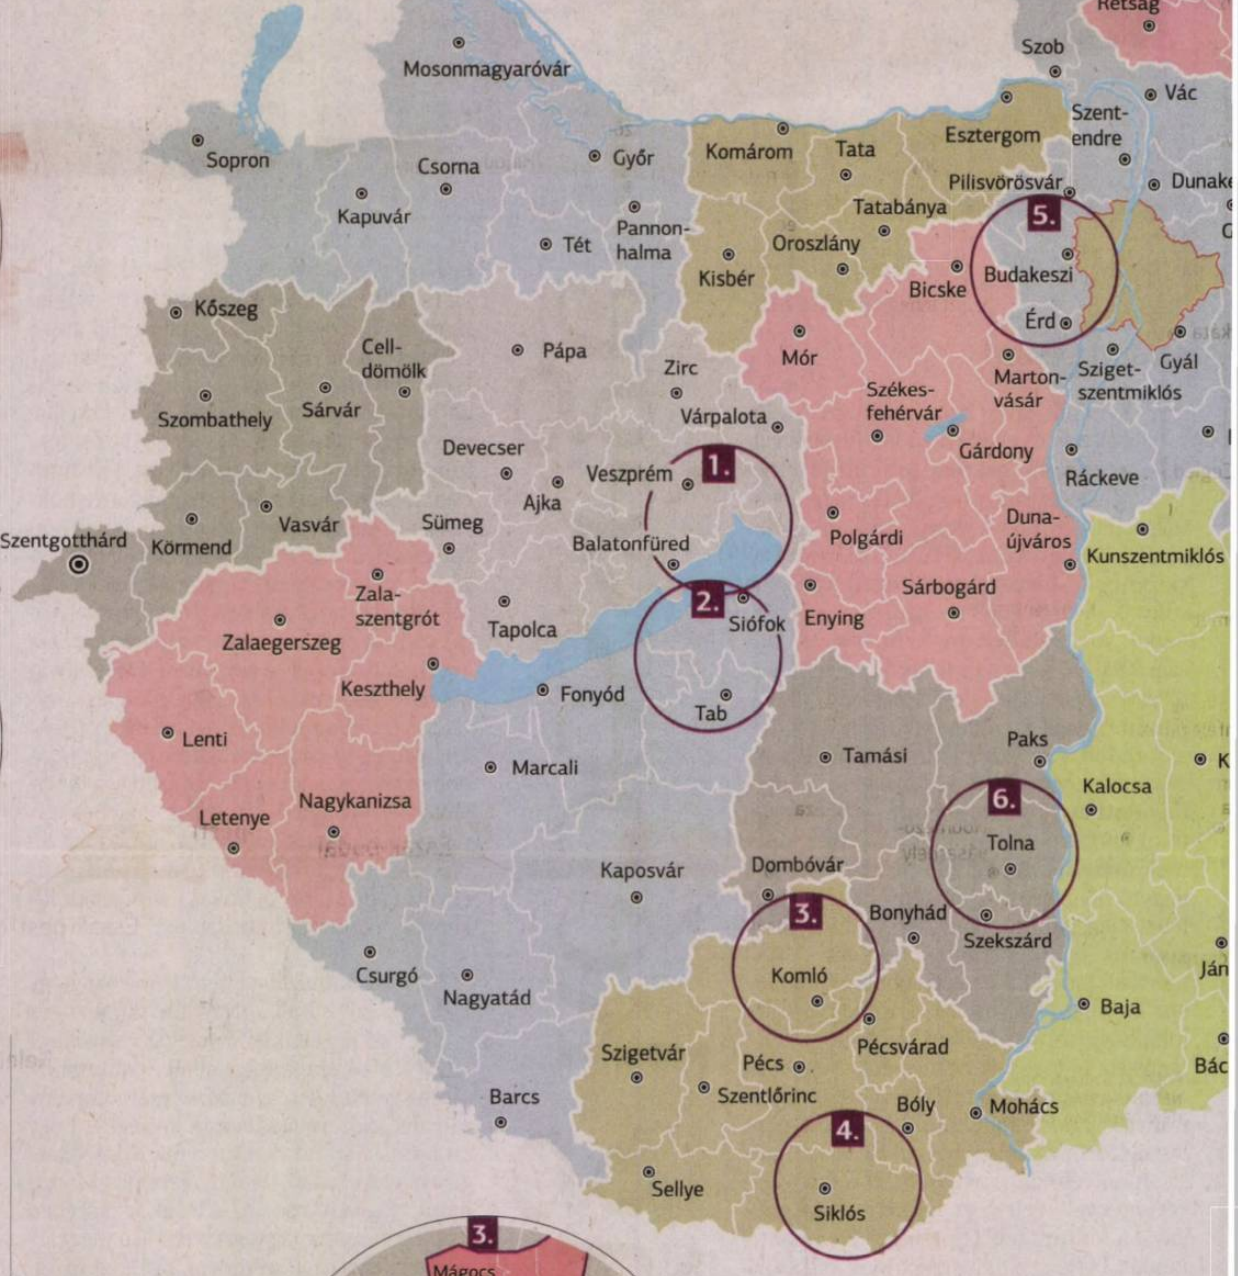 Rétság
Szob
Mosonmagyaróvár
Vác
Szent-
endre
Esztergom
Komárom
Tata
Sopron
Csorna
Győr
Kapuvár
Pilisvörösvár
Dunake
Tatabánya
5.
Pannon-
halma
Tét
Oroszlány
G
Kisbér
Budakeszi
Bicske
Kőszeg
Érd
Cell-
dömölk
Pápa
Mór
Zirc
Gyál
Sziget-
szentmiklós
Marton-
vásár
Székes-
fehérvár
Szombathely
Sárvár
Várpalota
Gárdony
Devecser
1.
Veszprém
Ráckeve
Ajka
Vasvár
Sümeg
Duna-
újváros
Szentgotthárd
Körmend
Balatonfüred
Polgárdi
Kunszentmiklós
Zala-
szentgrót
2.
Sárbogárd
Siófok
Enying
Tapolca
Zalaegerszeg
Keszthely
Fonyód
Tab
Lenti
Paks
Tamási
Marcali
K
Kalocsa
Nagykanizsa
6.
Letenye
Tolna
Dombóvár
Kaposvár
3.
Bonyhád
Szekszárd
Csurgó
Komló
Ján
Nagyatád
Baja
Pécsvárad
Szigetvár
Pécs
Bác
Szentlőrinc
Barcs
Bóly
Mohács
4.
Sellye
Siklós
3.
Mágocs